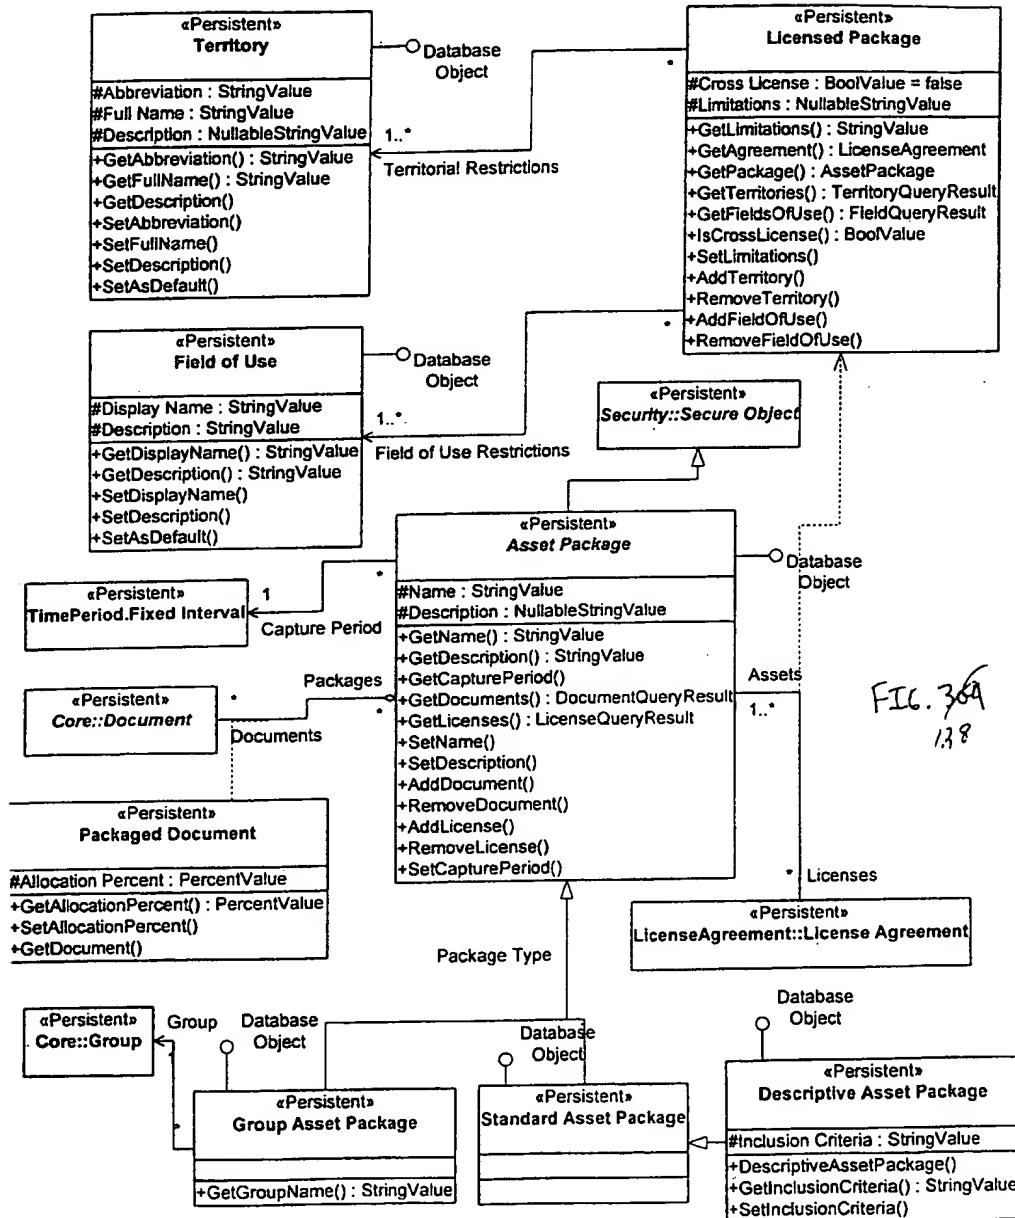 «Persistent»
Territory
#Abbreviation : StringValue
#Full Name : StringValue
#Description : NullableStringValue
+GetAbbreviation() : StringValue
+GetFullName() : StringValue
+GetDescription()
+SetAbbreviation()
+SetFullName()
+SetDescription()
+SetAsDefault()
Database
Object
1..*
*
Territorial Restrictions
«Persistent»
Licensed Package
#Cross License : BoolValue = false
#Limitations : NullableStringValue
+GetLimitations() : StringValue
+GetAgreement() : LicenseAgreement
+GetPackage() : AssetPackage
+GetTerritories() : TerritoryQueryResult
+GetFieldsOfUse() : FieldQueryResult
+IsCrossLicense() : BoolValue
+SetLimitations()
+AddTerritory()
+RemoveTerritory()
+AddFieldOfUse()
+RemoveFieldOfUse()
«Persistent»
Field of Use
#Display Name : StringValue
#Description : StringValue
+GetDisplayName() : StringValue
+GetDescription() : StringValue
+SetDisplayName()
+SetDescription()
+SetAsDefault()
Database
Object
1..*
*
Field of Use Restrictions
«Persistent»
Security::Secure Object
«Persistent»
Asset Package
#Name : StringValue
#Description : NullableStringValue
+GetName() : StringValue
+GetDescription() : StringValue
+GetCapturePeriod()
+GetDocuments() : DocumentQueryResult
+GetLicenses() : LicenseQueryResult
+SetName()
+SetDescription()
+AddDocument()
+RemoveDocument()
+AddLicense()
+RemoveLicense()
+SetCapturePeriod()
Database
Object
«Persistent»
TimePeriod.Fixed Interval
1
*
Capture Period
«Persistent»
Core::Document
*
Packages
*
Documents
Assets
1..*
FIG. 138
«Persistent»
Packaged Document
#Allocation Percent : PercentValue
+GetAllocationPercent() : PercentValue
+SetAllocationPercent()
+GetDocument()
* Licenses
«Persistent»
LicenseAgreement::License Agreement
Package Type
«Persistent»
Core::Group
Group
*
*
Database
Object
«Persistent»
Group Asset Package
+GetGroupName() : StringValue
Database
Object
«Persistent»
Standard Asset Package
Database
Object
«Persistent»
Descriptive Asset Package
#Inclusion Criteria : StringValue
+DescriptiveAssetPackage()
+GetInclusionCriteria() : StringValue
+SetInclusionCriteria()